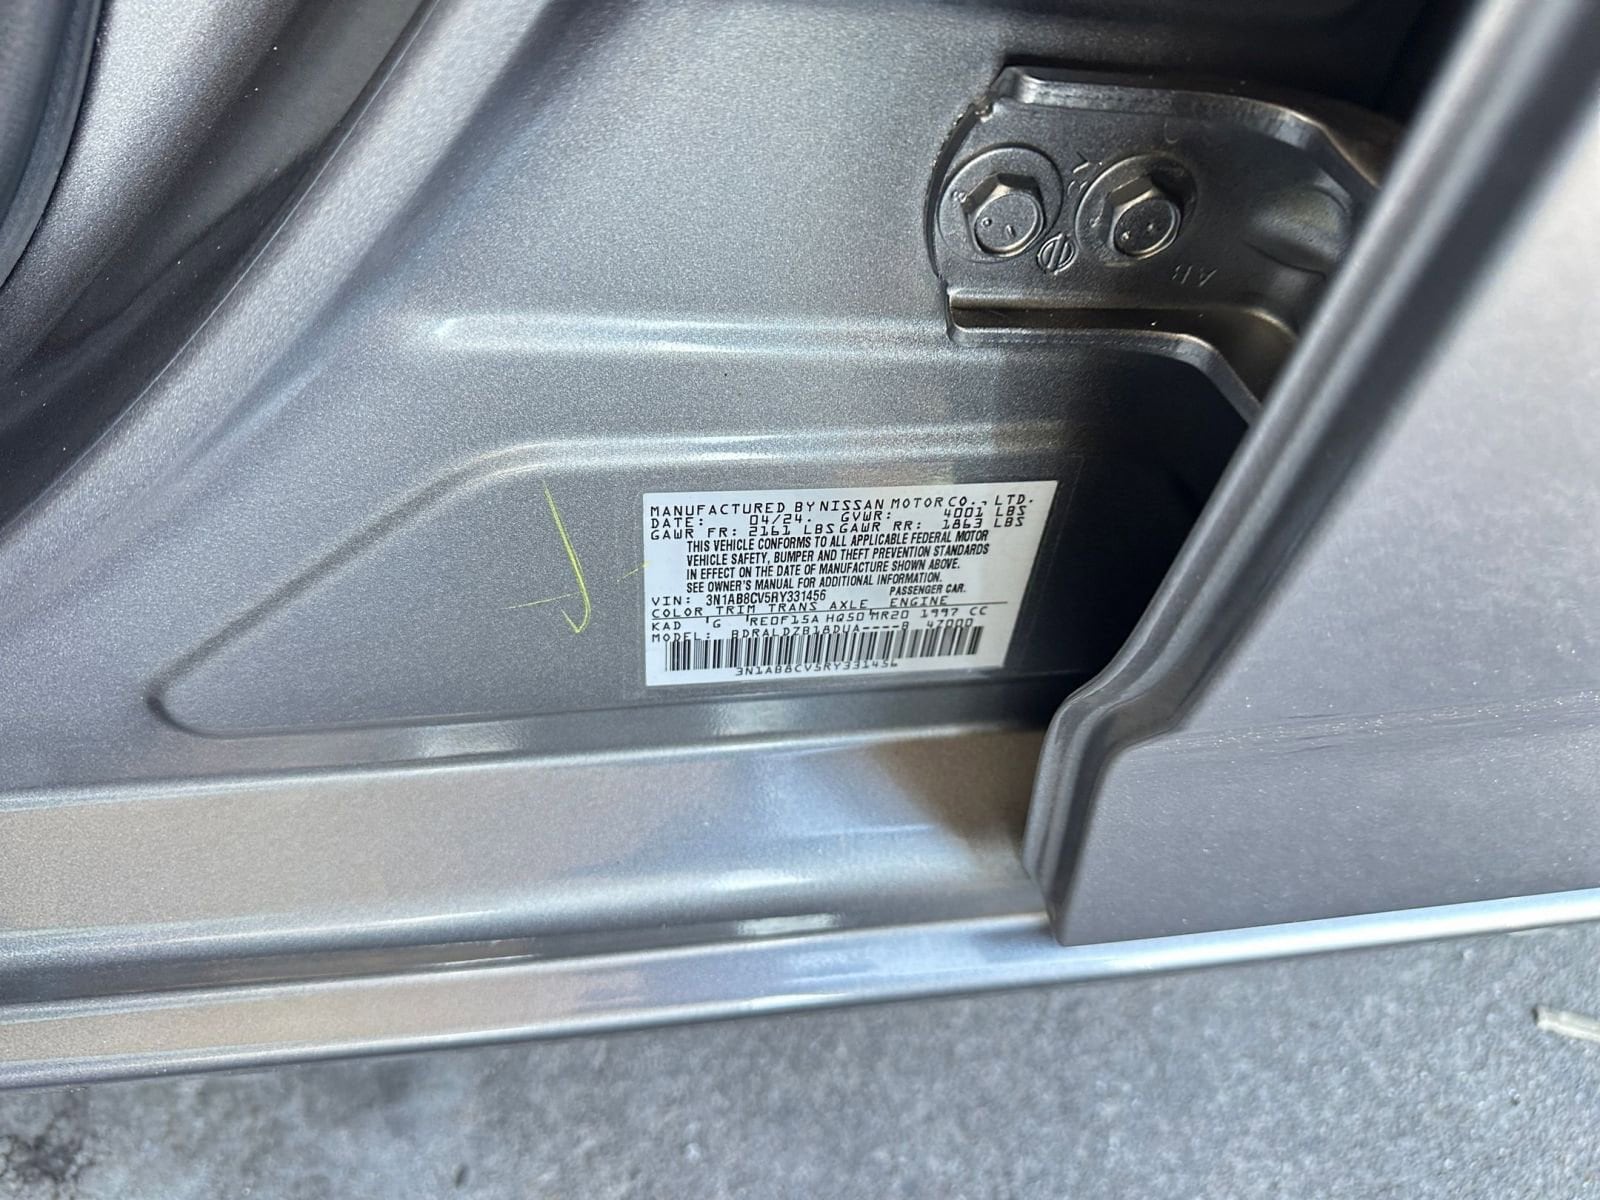 MANUFACTURED BY NISSAN MOTOR CO., LTD.
DATE: 04/24. GVWR: 4001 LBS
GAWR FR: 2161 LBS GAWR RR: 1863 LBS
THIS VEHICLE CONFORMS TO ALL APPLICABLE FEDERAL MOTOR
VEHICLE SAFETY, BUMPER AND THEFT PREVENTION STANDARDS
IN EFFECT ON THE DATE OF MANUFACTURE SHOWN ABOVE.
SEE OWNER'S MANUAL FOR ADDITIONAL INFORMATION.
VIN: 3N1AB8CV5RY331456 PASSENGER CAR.
COLOR TRIM TRANS AXLE ENGINE
KAD G RE0F15A HQ50 MR20 1997 CC
MODEL: BDRALDZB18DUA----B 47000
3N1AB8CV5RY331456